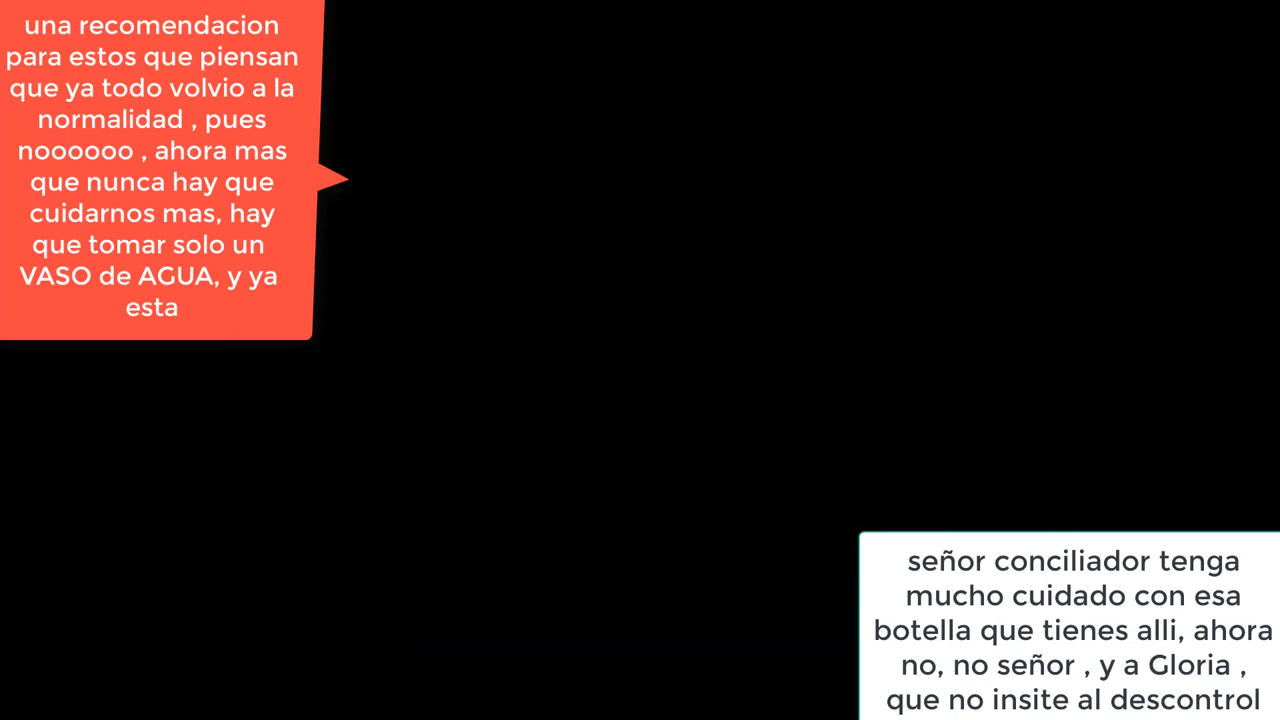 una recomendacion
para estos que piensan
que ya todo volvio a la
normalidad , pues
noooooo , ahora mas
que nunca hay que
cuidarnos mas, hay
que tomar solo un
VASO de AGUA, y ya
esta
señor conciliador tenga
mucho cuidado con esa
botella que tienes alli, ahora
no, no señor , y a Gloria ,
que no insite al descontrol